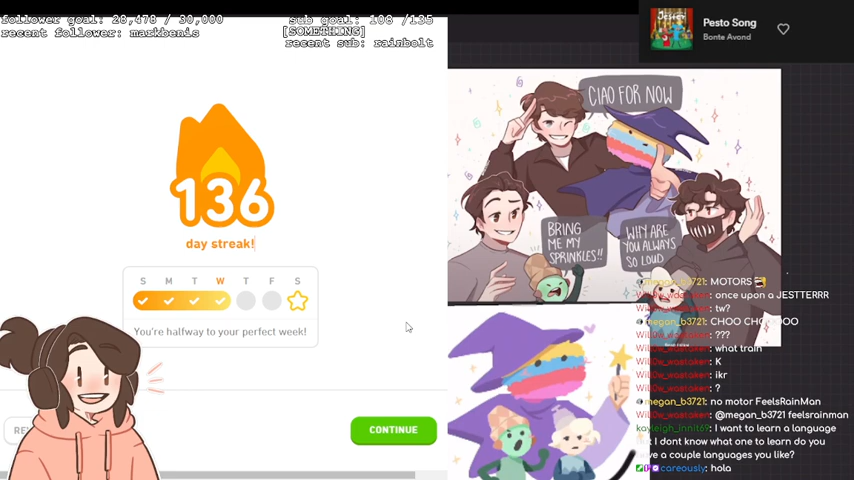 follower goal: 28,478 / 30,000
recent follower: markbenis
sub goal: 108 /135
[SOMETHING]
recent sub: rainbolt
Pesto Song
Bonte Avond
136
day streak!
S M T W T F S
You're halfway to your perfect week!
CONTINUE
CIAO FOR NOW
BRING
ME MY
SPRINKLES!!
WHY ARE
YOU ALWAYS
SO LOUD
megan_b3721: MOTORS
once upon a JESTTERRR
tw?
megan_b3721: CHOO
: ???
: what train
: K
: ikr
: ?
megan_b3721: no motor FeelsRainMan
: @megan_b3721 feelsrainman
kayleigh_innit69: I want to learn a language
I dont know what one to learn do you
a couple languages you like?
careously: hola